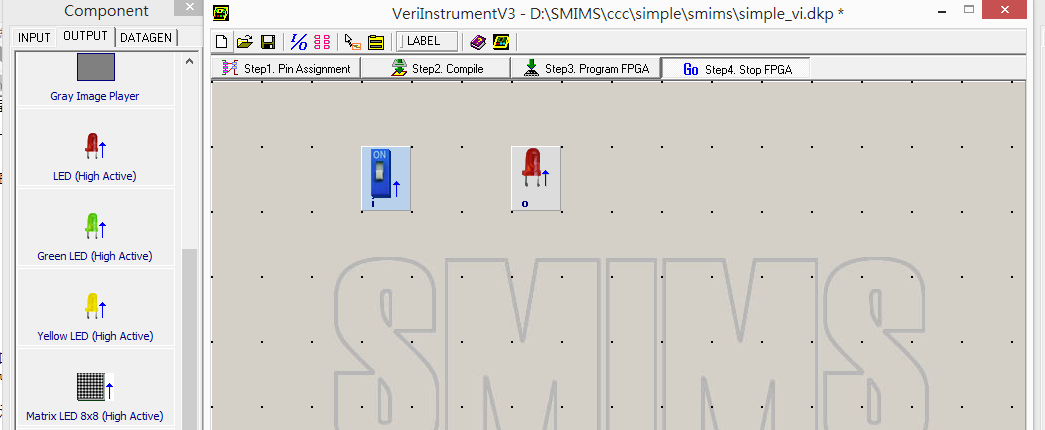 Component
INPUT OUTPUT DATAGEN
Gray Image Player
LED (High Active)
Green LED (High Active)
Yellow LED (High Active)
Matrix LED 8x8 (High Active)
VeriInstrumentV3 - D:\SMIMS\ccc\simple\smims\simple_vi.dkp *
I/O LABEL
Step1. Pin Assignment Step2. Compile Step3. Program FPGA Go Step4. Stop FPGA
ON
i o
SMIMS